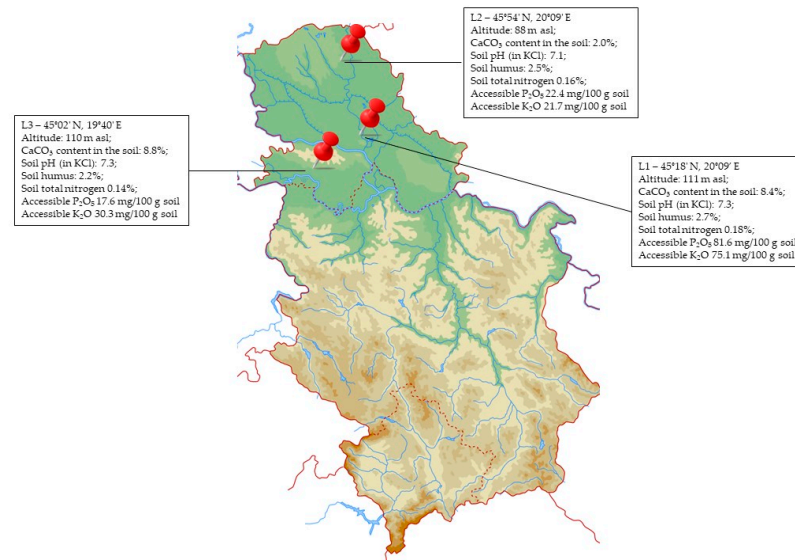 L2 – 45°54' N, 20°09' E
Altitude: 88 m asl;
CaCO₃ content in the soil: 2.0%;
Soil pH (in KCl): 7.1;
Soil humus: 2.5%;
Soil total nitrogen 0.16%;
Accessible P₂O₅ 22.4 mg/100 g soil
Accessible K₂O 21.7 mg/100 g soil
L3 – 45°02' N, 19°40' E
Altitude: 110 m asl;
CaCO₃ content in the soil: 8.8%;
Soil pH (in KCl): 7.3;
Soil humus: 2.2%;
Soil total nitrogen 0.14%;
Accessible P₂O₅ 17.6 mg/100 g soil
Accessible K₂O 30.3 mg/100 g soil
L1 – 45°18' N, 20°09' E
Altitude: 111 m asl;
CaCO₃ content in the soil: 8.4%;
Soil pH (in KCl): 7.3;
Soil humus: 2.7%;
Soil total nitrogen 0.18%;
Accessible P₂O₅ 81.6 mg/100 g soil
Accessible K₂O 75.1 mg/100 g soil